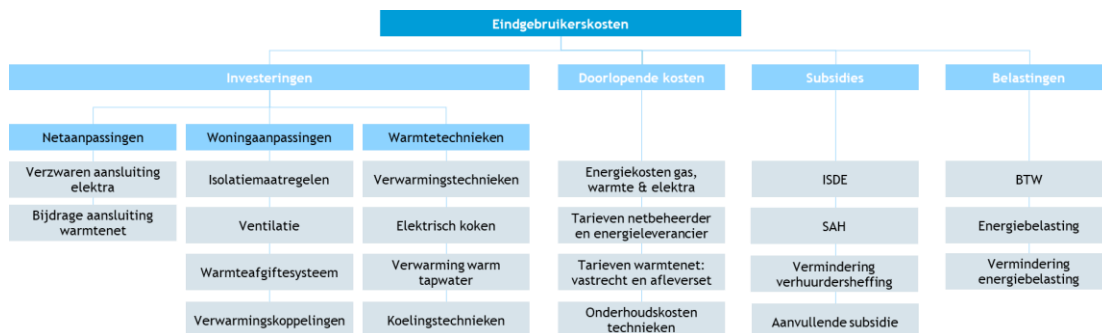 Eindgebruikerskosten
Investeringen
Doorlopende kosten
Subsidies
Belastingen
Netaanpassingen
Woningaanpassingen
Warmtetechnieken
Verzwaren aansluiting
elektra
Bijdrage aansluiting
warmtenet
Isolatiemaatregelen
Ventilatie
Warmteafgiftesysteem
Verwarmingskoppelingen
Verwarmingstechnieken
Elektrisch koken
Verwarming warm
tapwater
Koelingstechnieken
Energiekosten gas,
warmte & elektra
Tarieven netbeheerder
en energieleverancier
Tarieven warmtenet:
vastrecht en afleverset
Onderhoudskosten
technieken
ISDE
SAH
Vermindering
verhuurdersheffing
Aanvullende subsidie
BTW
Energiebelasting
Vermindering
energiebelasting